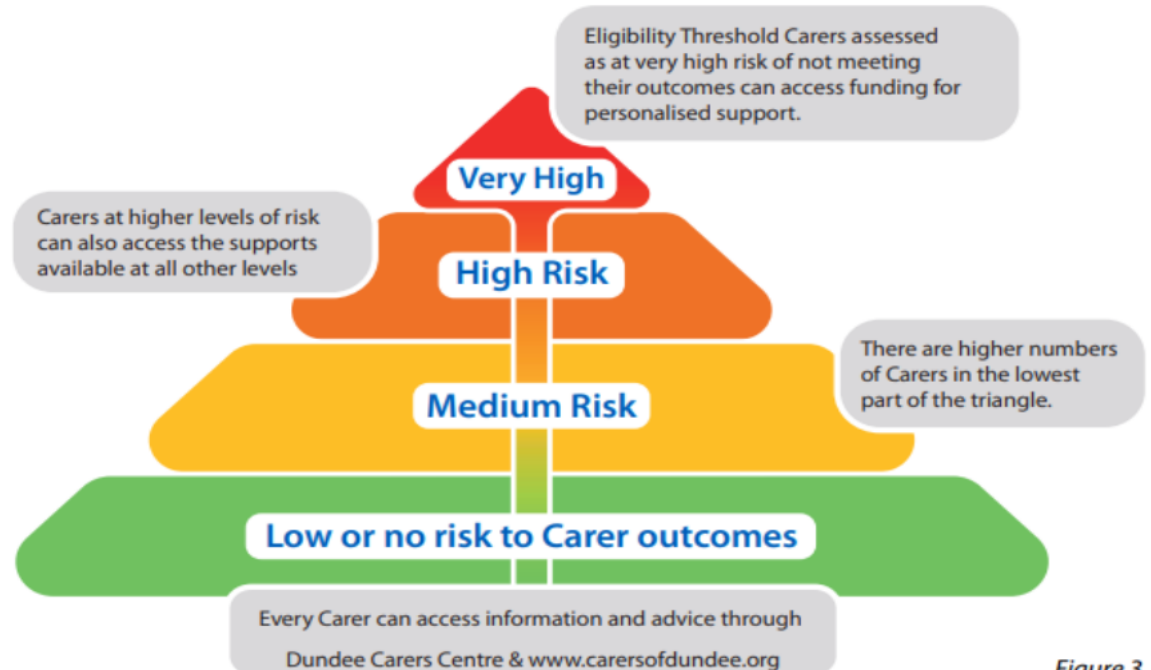 Eligibility Threshold Carers assessed
as at very high risk of not meeting
their outcomes can access funding for
personalised support.
Very High
Carers at higher levels of risk
can also access the supports
available at all other levels
High Risk
There are higher numbers
of Carers in the lowest
part of the triangle.
Medium Risk
Low or no risk to Carer outcomes
Every Carer can access information and advice through
Dundee Carers Centre & www.carersofdundee.org
Figure 3